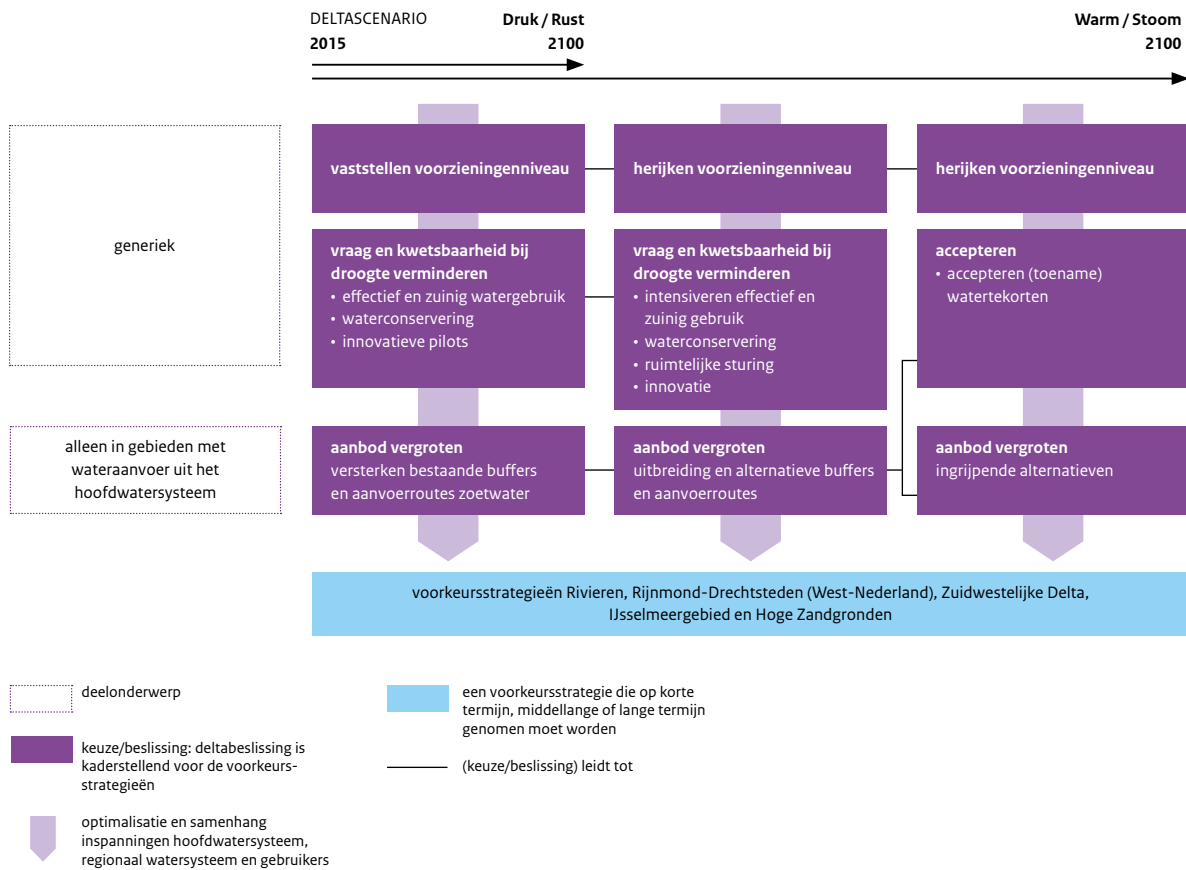 DELTASCENARIO
Druk / Rust
Warm / Stoom
2015
2100
2100
generiek
vaststellen voorzieningenniveau
herijken voorzieningenniveau
herijken voorzieningenniveau
vraag en kwetsbaarheid bij
droogte verminderen
• effectief en zuinig watergebruik
• waterconservering
• innovatieve pilots
vraag en kwetsbaarheid bij
droogte verminderen
• intensiveren effectief en
zuinig gebruik
• waterconservering
• ruimtelijke sturing
• innovatie
accepteren
• accepteren (toename)
watertekorten
alleen in gebieden met
wateraanvoer uit het
hoofdwatersysteem
aanbod vergroten
versterken bestaande buffers
en aanvoerroutes zoetwater
aanbod vergroten
uitbreiding en alternatieve buffers
en aanvoerroutes
aanbod vergroten
ingrijpende alternatieven
voorkeursstrategieën Rivieren, Rijnmond-Drechtsteden (West-Nederland), Zuidwestelijke Delta,
IJsselmeergebied en Hoge Zandgronden
deelonderwerp
keuze/beslissing: deltabeslissing is
kaderstellend voor de voorkeurs-
strategieën
optimalisatie en samenhang
inspanningen hoofdwatersysteem,
regionaal watersysteem en gebruikers
een voorkeursstrategie die op korte
termijn, middellange of lange termijn
genomen moet worden
(keuze/beslissing) leidt tot